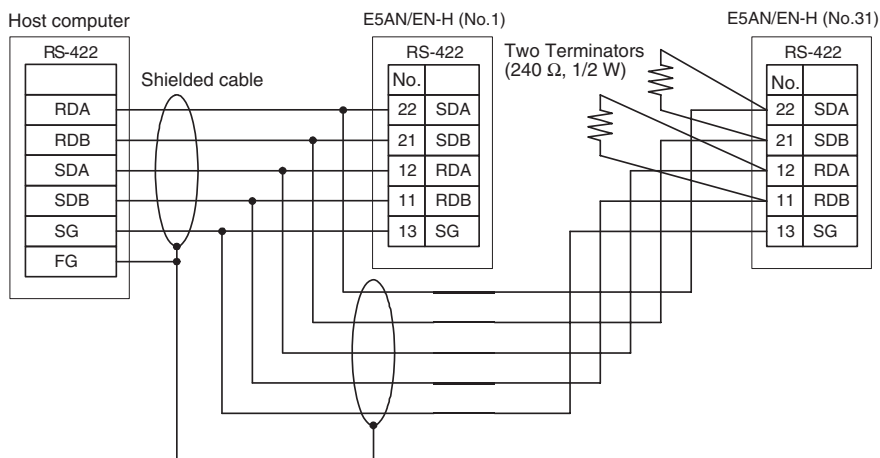 Host computer
RS-422
RDA
RDB
SDA
SDB
SG
FG
Shielded cable
E5AN/EN-H (No.1)
RS-422
No.
22 SDA
21 SDB
12 RDA
11 RDB
13 SG
Two Terminators
(240 Ω, 1/2 W)
E5AN/EN-H (No.31)
RS-422
No.
22 SDA
21 SDB
12 RDA
11 RDB
13 SG